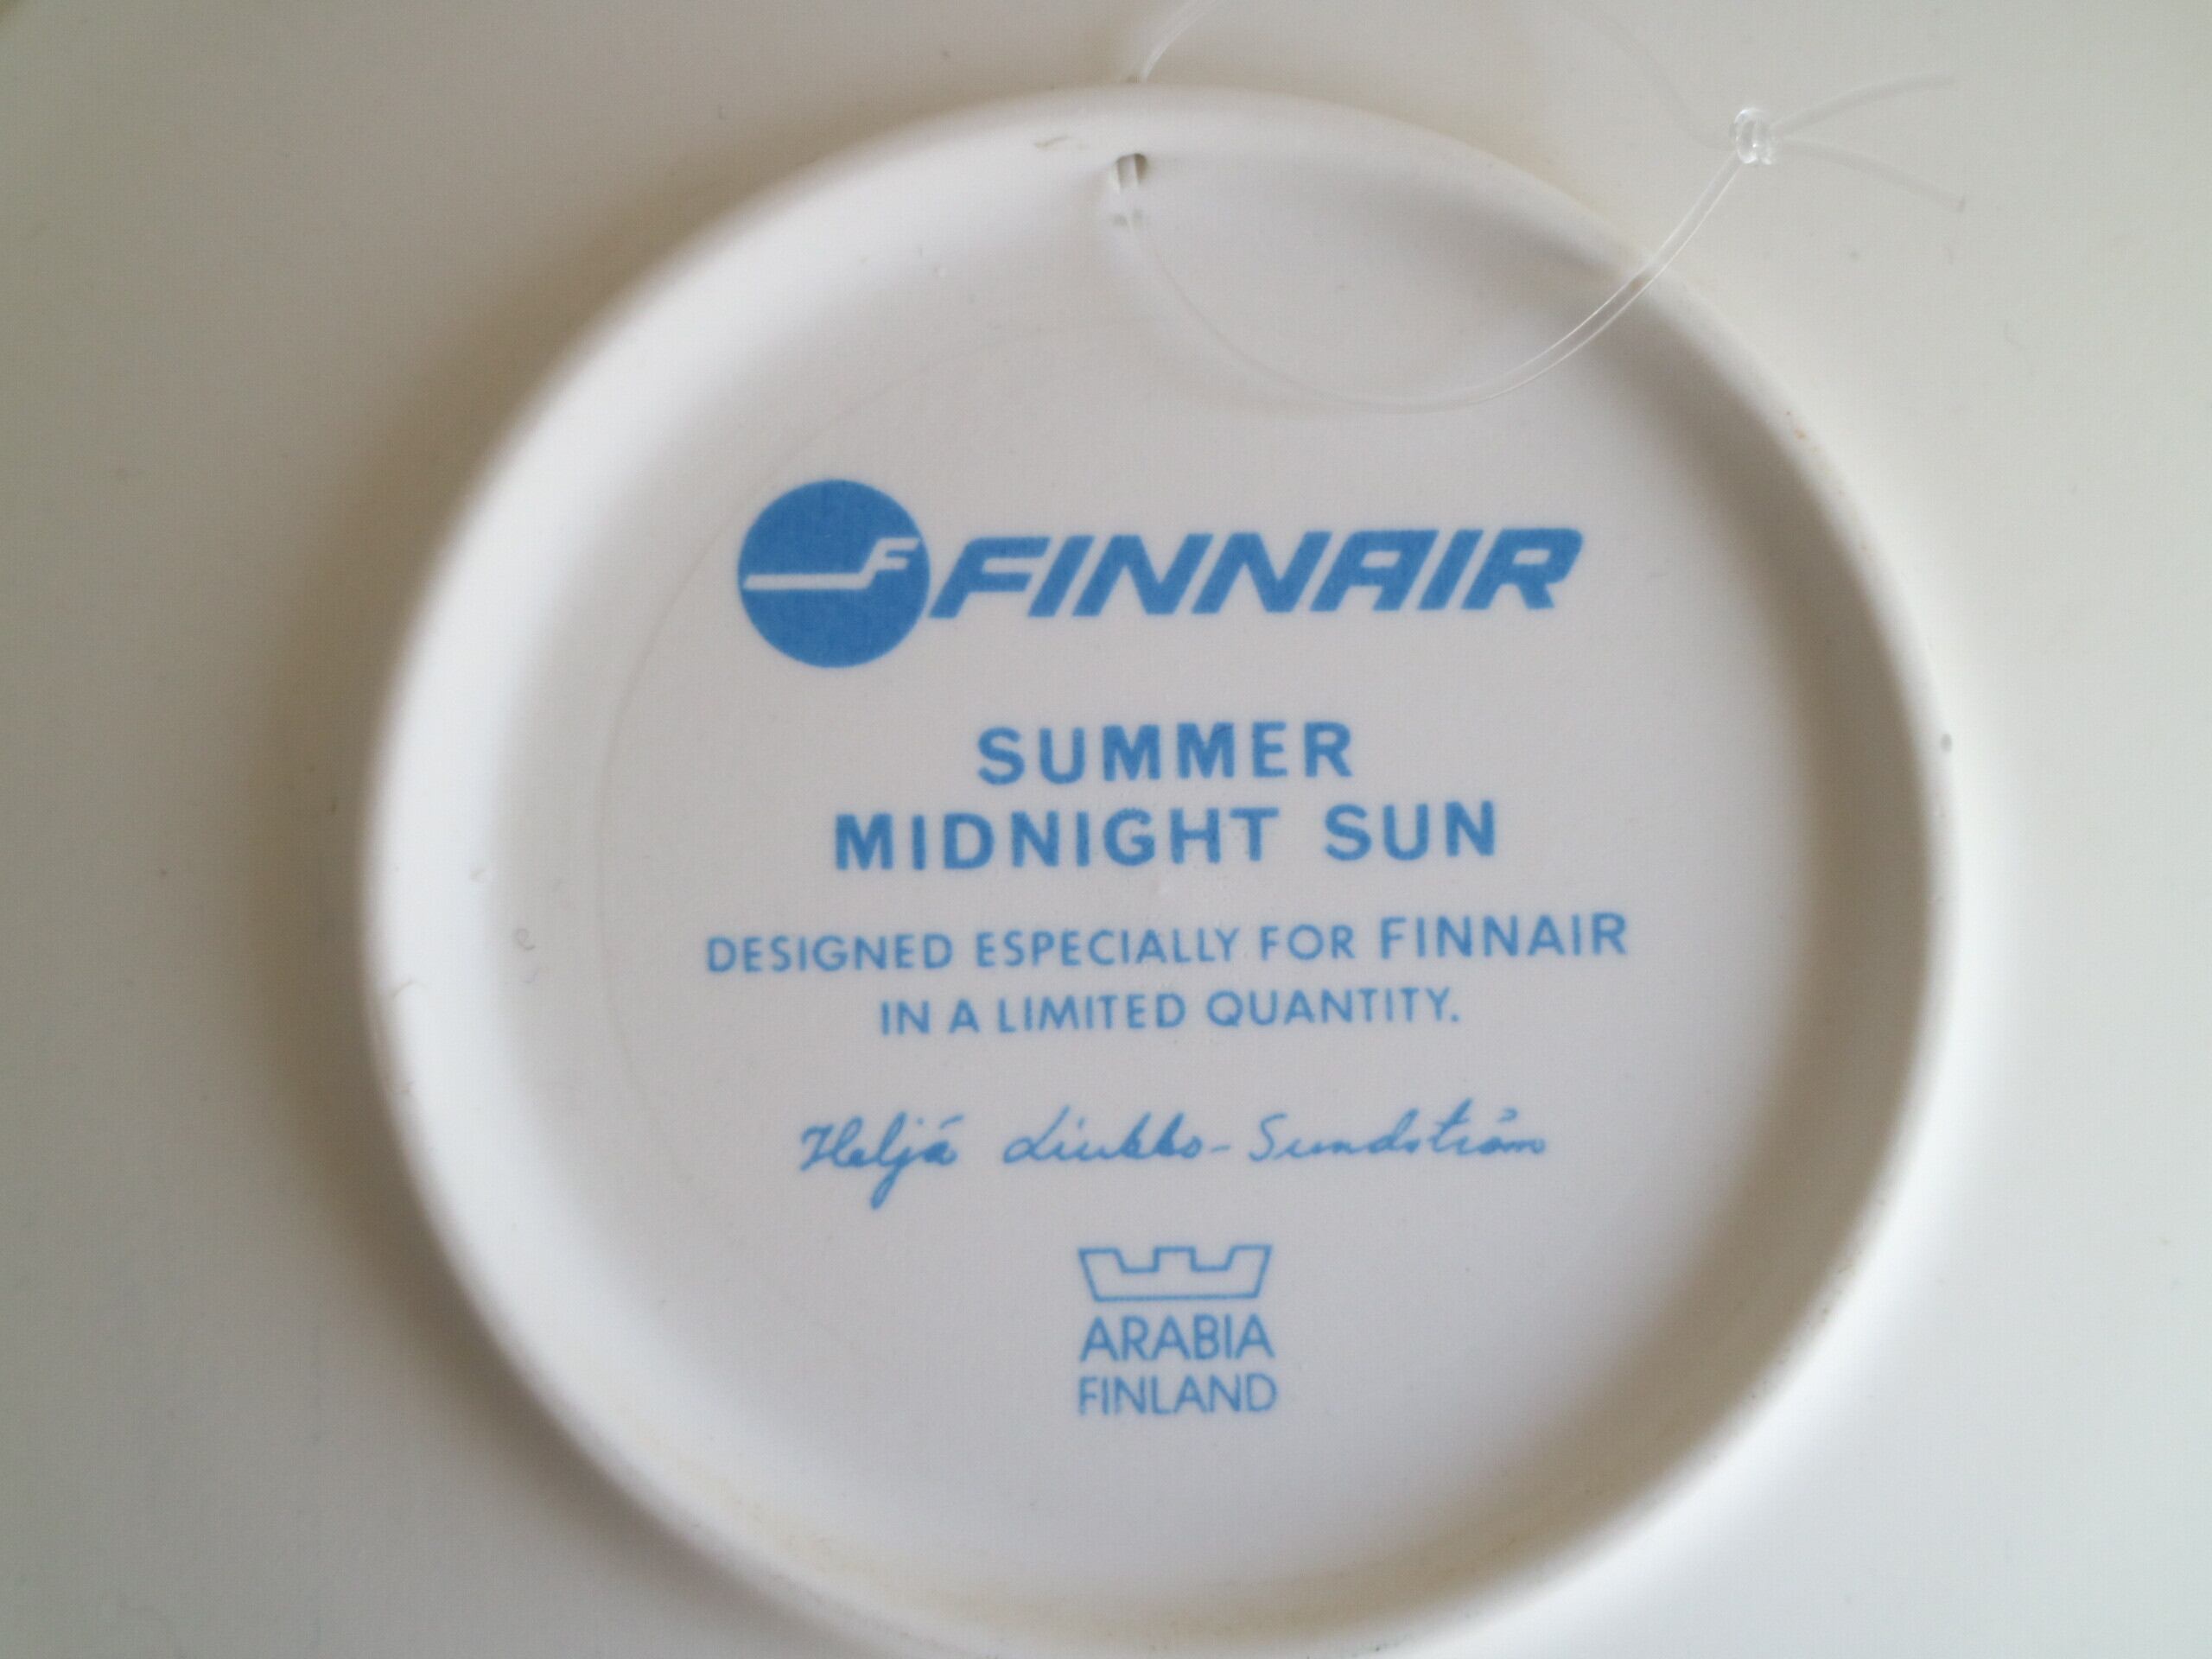 F FINNAIR
SUMMER
MIDNIGHT SUN
DESIGNED ESPECIALLY FOR FINNAIR
IN A LIMITED QUANTITY.
Heljä Liukko-Sundström
ARABIA
FINLAND